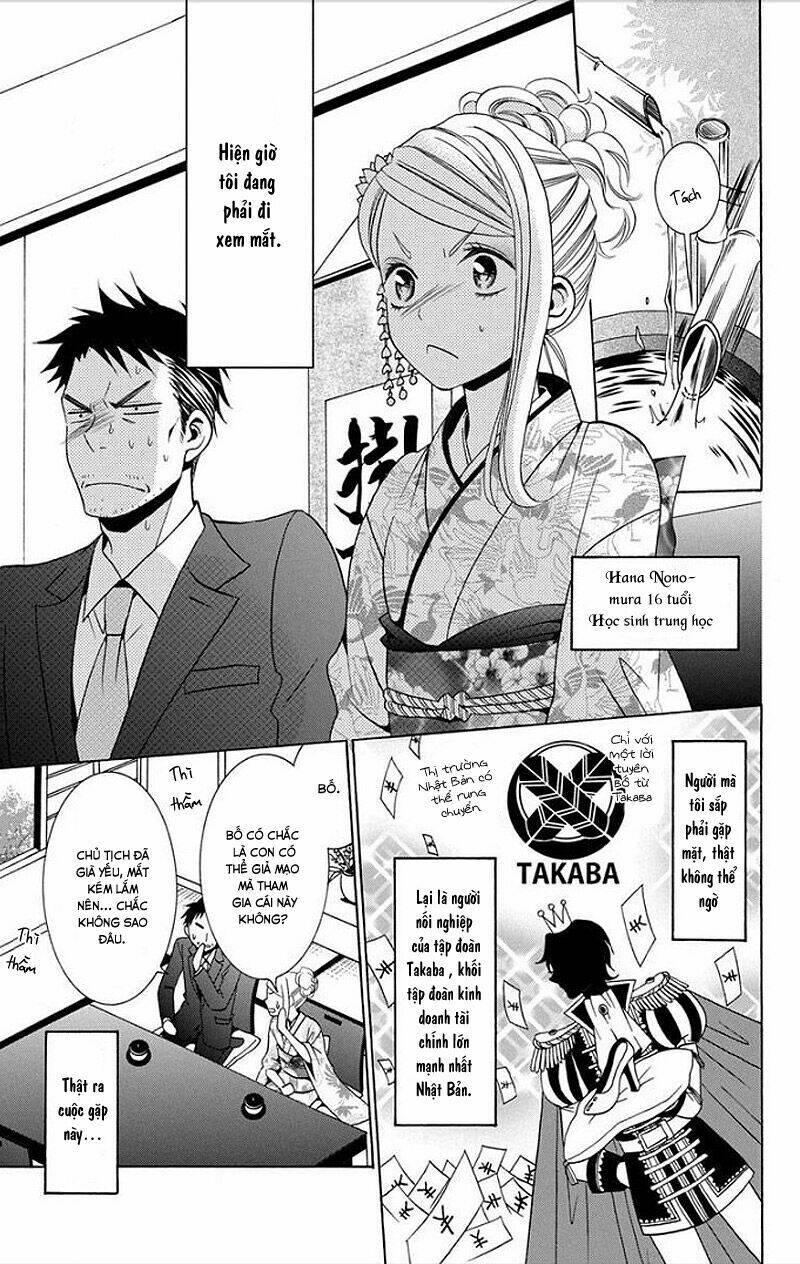 Hiện giờ
tôi đang
phải đi
xem mắt.
Tách
樹
Hana Nono-
mura 16 tuổi
Học sinh trung học
Người mà
tôi sắp
phải gặp
mặt, thật
không thể
ngờ
Chỉ với
một lời
tuyên
bố từ
Takaba
Thị trường
Nhật Bản có
thể rung
chuyển
TAKABA
Lại là người
nối nghiệp
của tập đoàn
Takaba , khối
tập đoàn kinh
doanh tài
chính lớn
mạnh nhất
Nhật Bản.
BỐ.
BỐ CÓ CHẮC
LÀ CON CÓ
THỂ GIẢ MẠO
MÀ THAM
GIA CÁI NÀY
KHÔNG?
Thì
thầm
CHỦ TỊCH ĐÃ
GIÀ YẾU, MẮT
KÉM LẮM
NÊN... CHẮC
KHÔNG SAO
ĐÂU.
Thì
thầm
Thật ra
cuộc gặp
này...